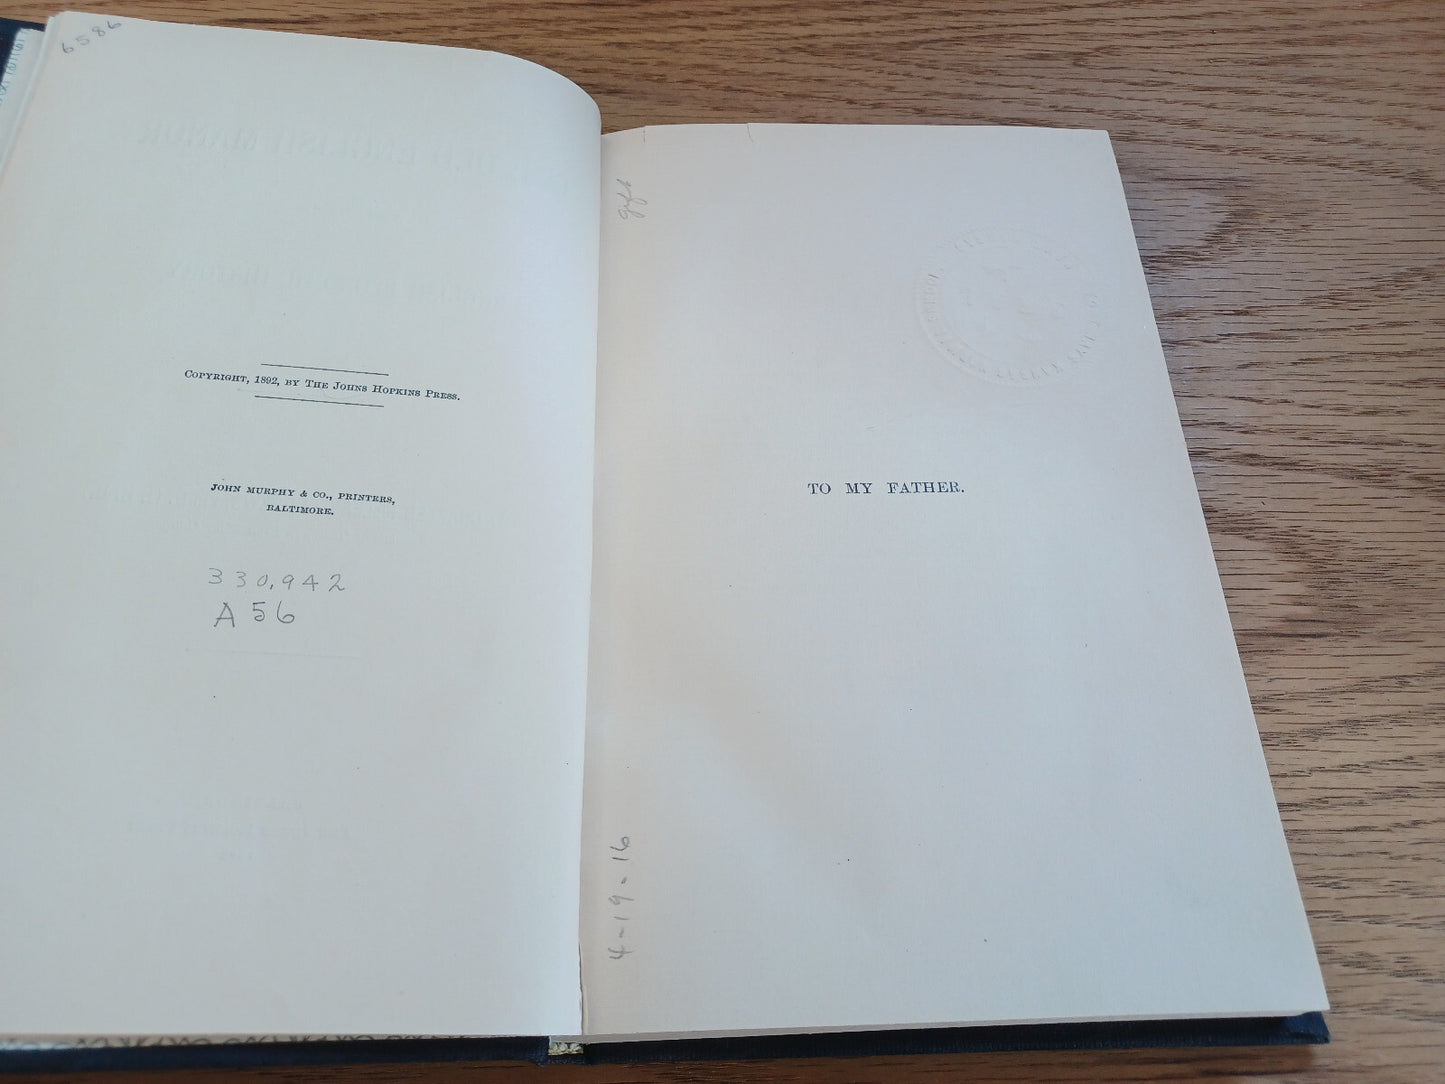 6586
COPYRIGHT, 1892, BY THE JOHNS HOPKINS PRESS.
JOHN MURPHY & CO., PRINTERS,
BALTIMORE.
330.942
A56
gift
TO MY FATHER.
4-19-16